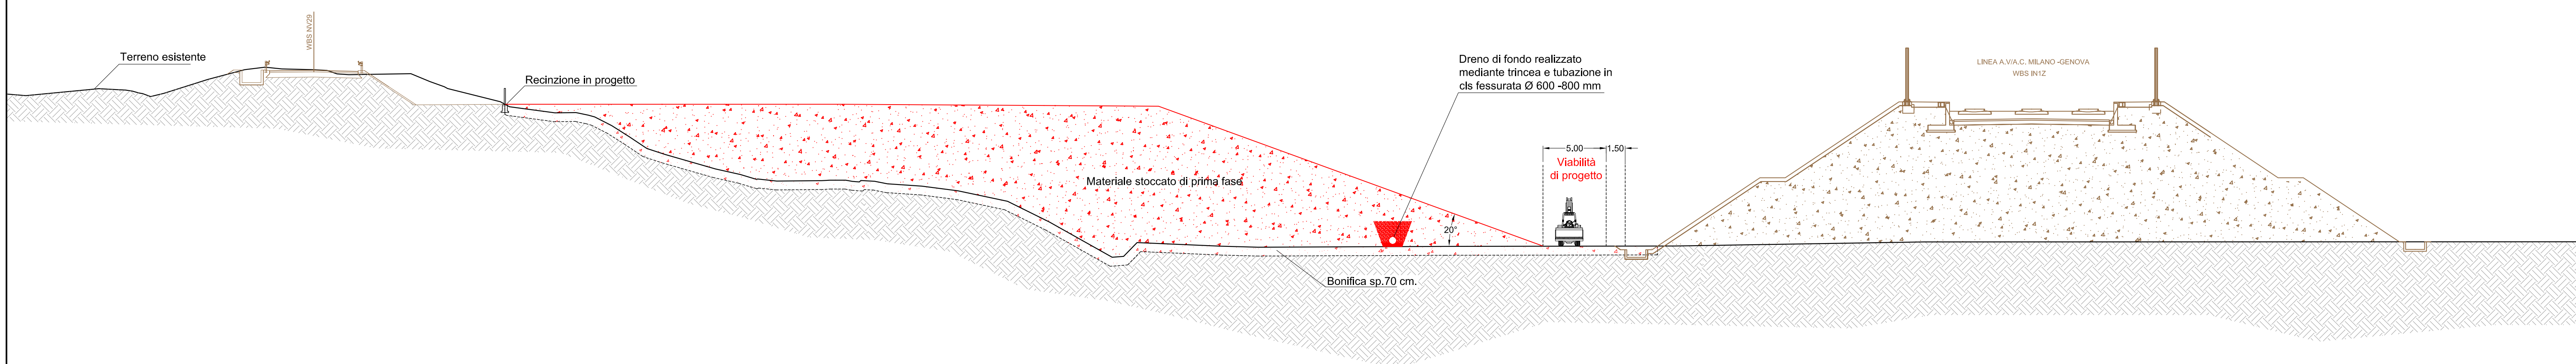 Terreno esistente
WBS NV29
Recinzione in progetto
Materiale stoccato di prima fase
Dreno di fondo realizzato
mediante trincea e tubazione in
cls fessurata Ø 600 -800 mm
20°
Bonifica sp.70 cm.
5,00
1,50
Viabilità
di progetto
LINEA A.V/A.C. MILANO -GENOVA
WBS IN1Z